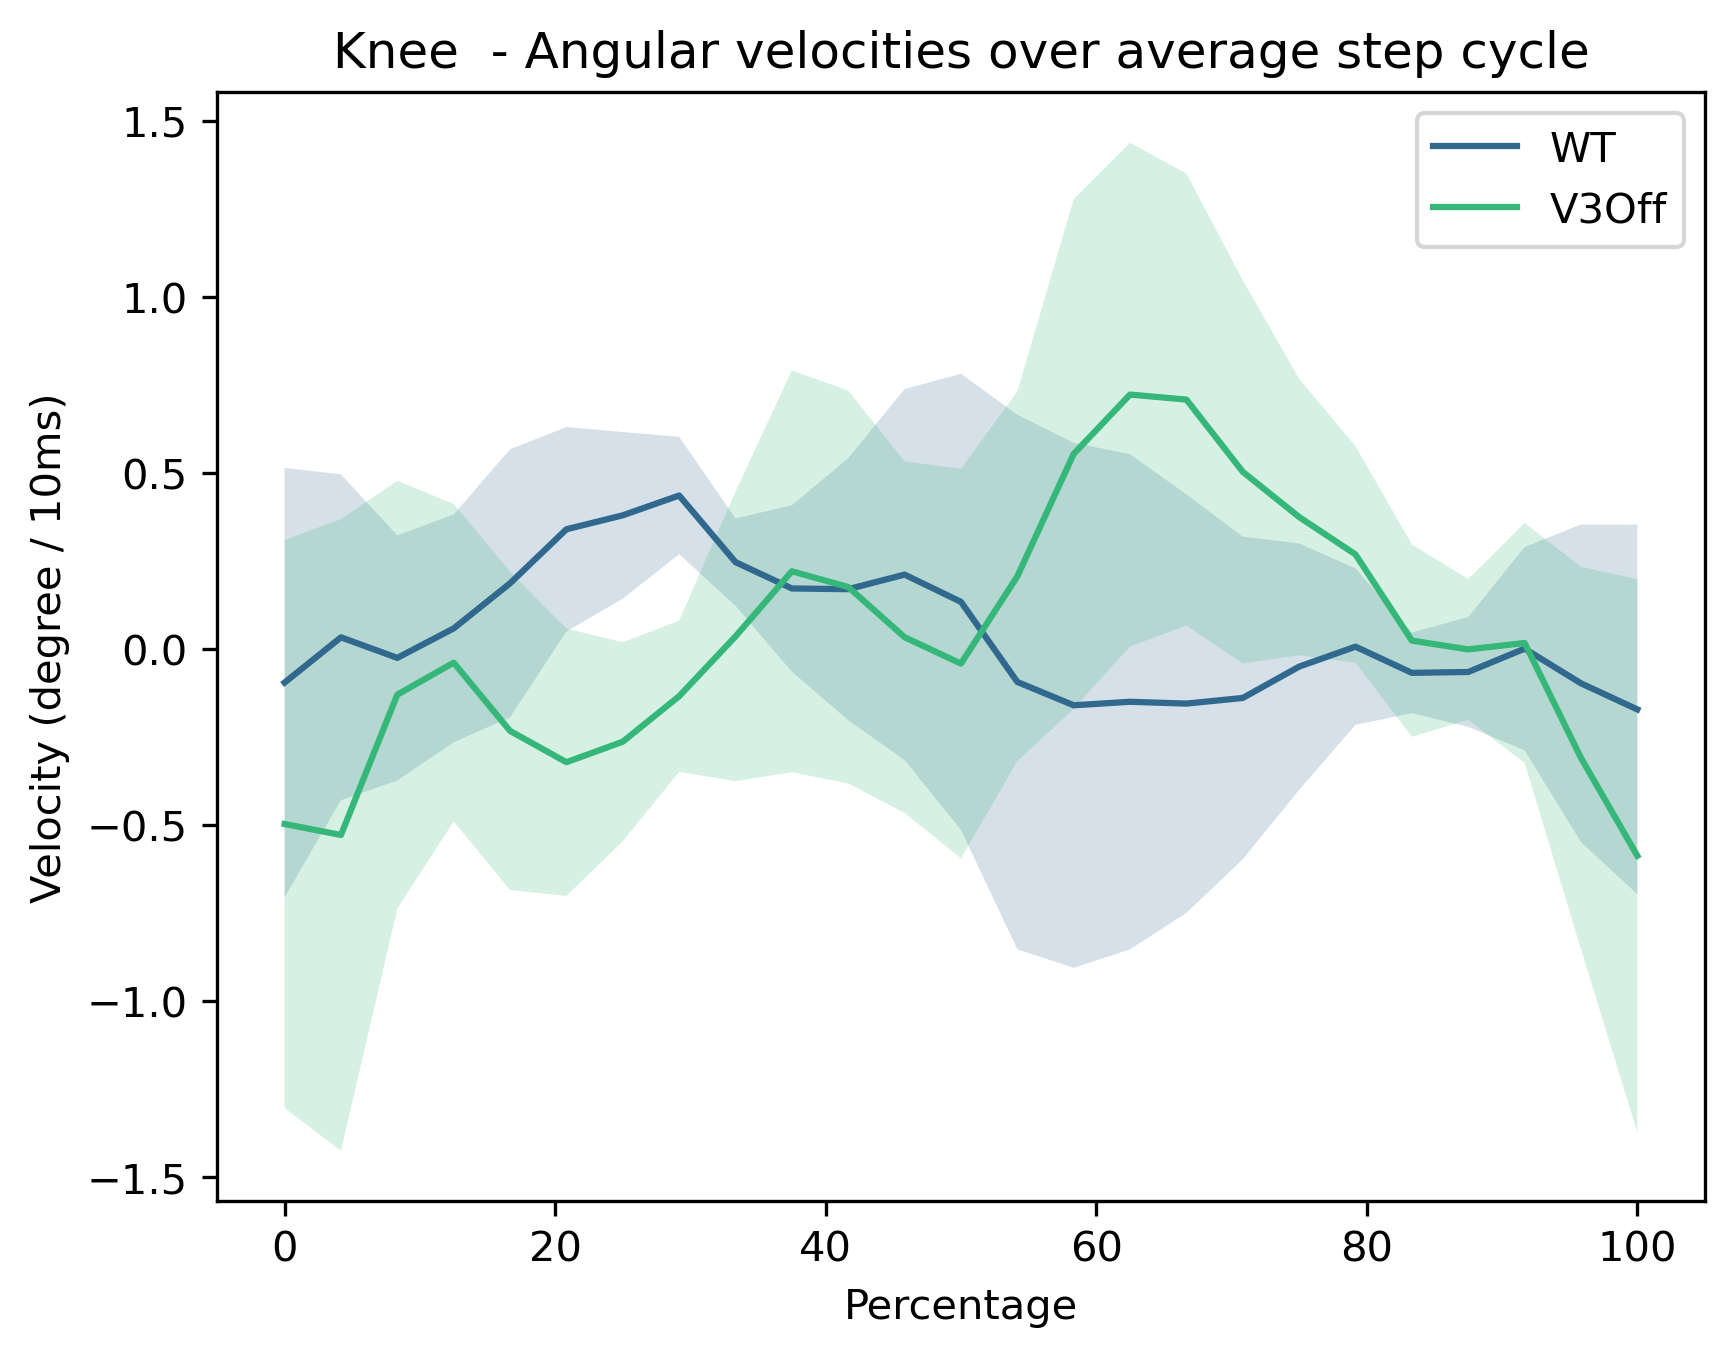 Knee  - Angular velocities over average step cycle
WT
V3Off
Velocity (degree / 10ms)
1.5
1.0
0.5
0.0
−0.5
−1.0
−1.5
0 20 40 60 80 100
Percentage